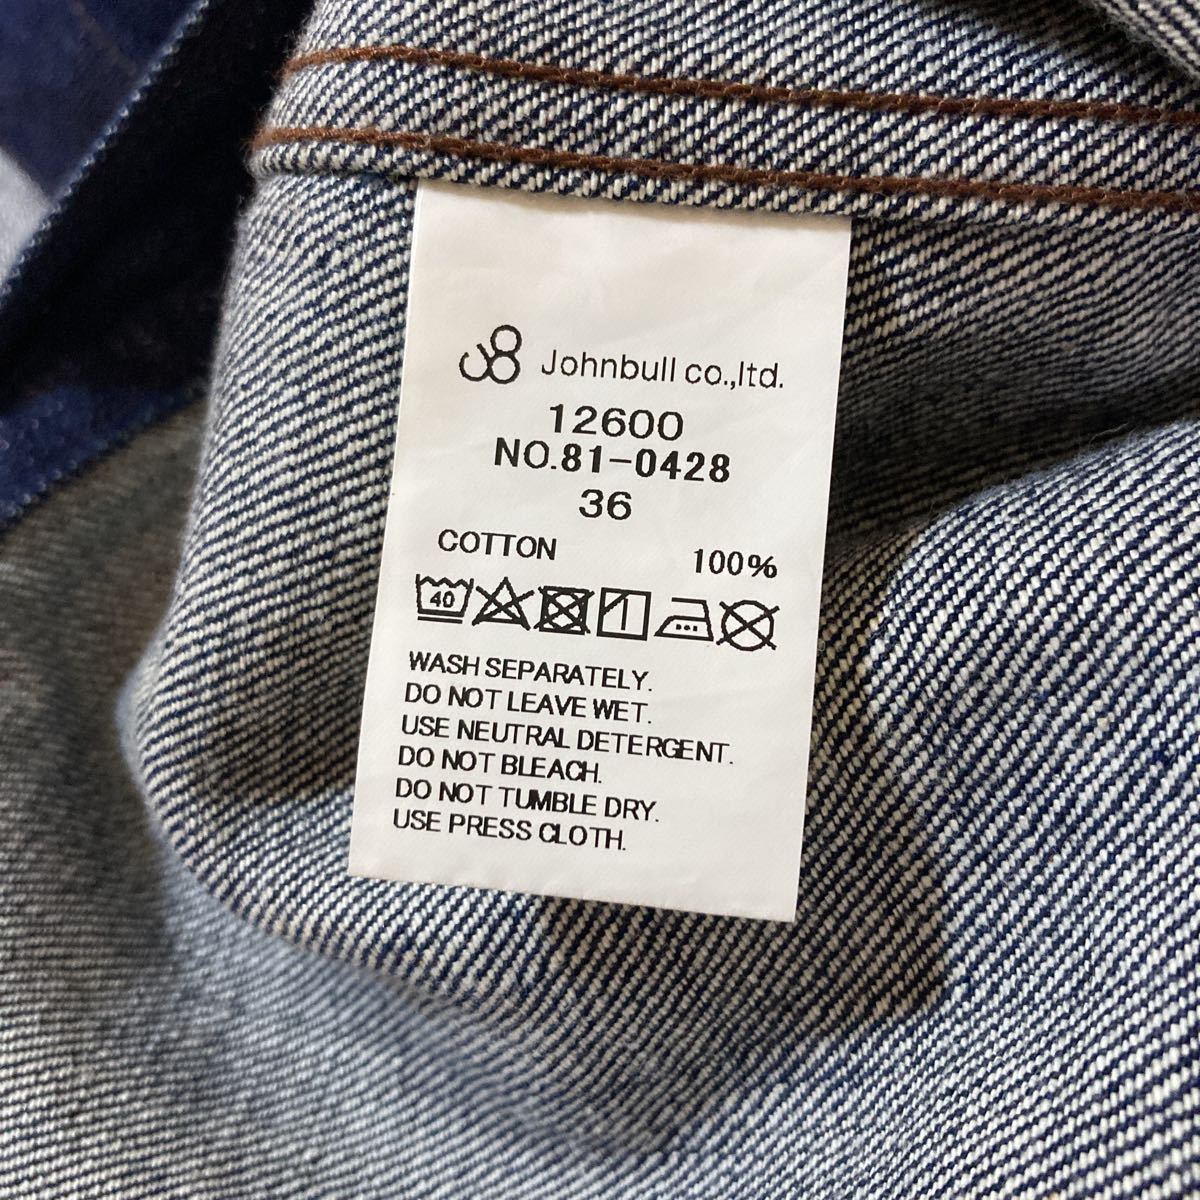 Johnbull co.,ltd.
12600
NO.81-0428
36
COTTON 100%
40
WASH SEPARATELY.
DO NOT LEAVE WET.
USE NEUTRAL DETERGENT.
DO NOT BLEACH.
DO NOT TUMBLE DRY.
USE PRESS CLOTH.